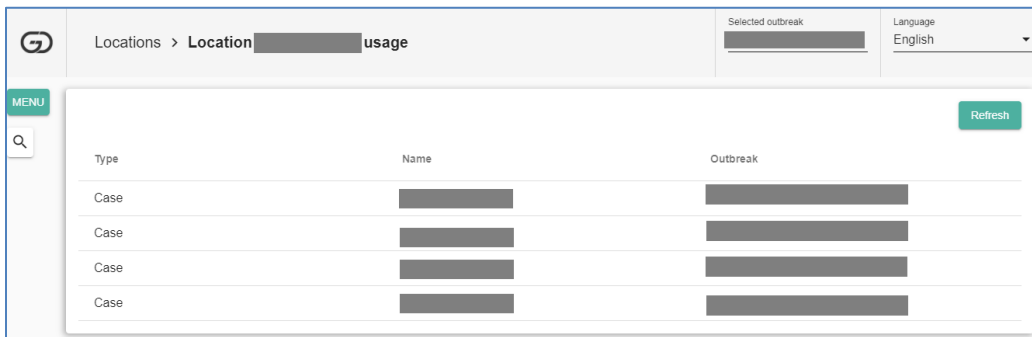 Selected outbreak
Language
Locations > Location usage
English
MENU
Refresh
Type Name Outbreak
Case
Case
Case
Case